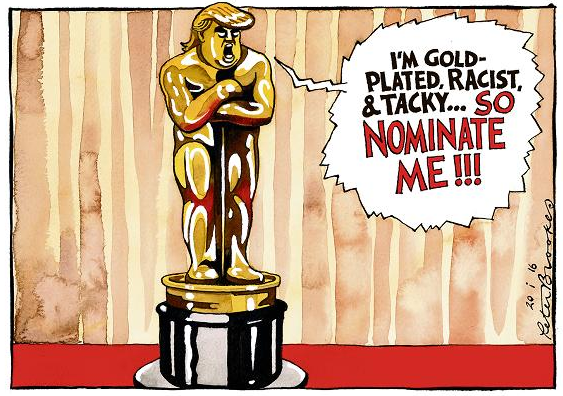 I'M GOLD-
PLATED, RACIST,
& TACKY... SO
NOMINATE
ME!!!
20 i 16
Peter Brookes